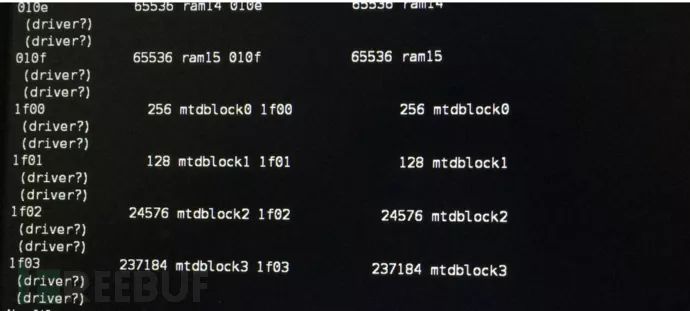 010e 65536 ram14 010e 65536 ram14
(driver?)
(driver?)
010f 65536 ram15 010f 65536 ram15
(driver?)
(driver?)
1f00 256 mtdblock0 1f00 256 mtdblock0
(driver?)
(driver?)
1f01 128 mtdblock1 1f01 128 mtdblock1
(driver?)
(driver?)
1f02 24576 mtdblock2 1f02 24576 mtdblock2
(driver?)
(driver?)
1f03 237184 mtdblock3 1f03 237184 mtdblock3
(driver?)
(driver?)
REEBUF